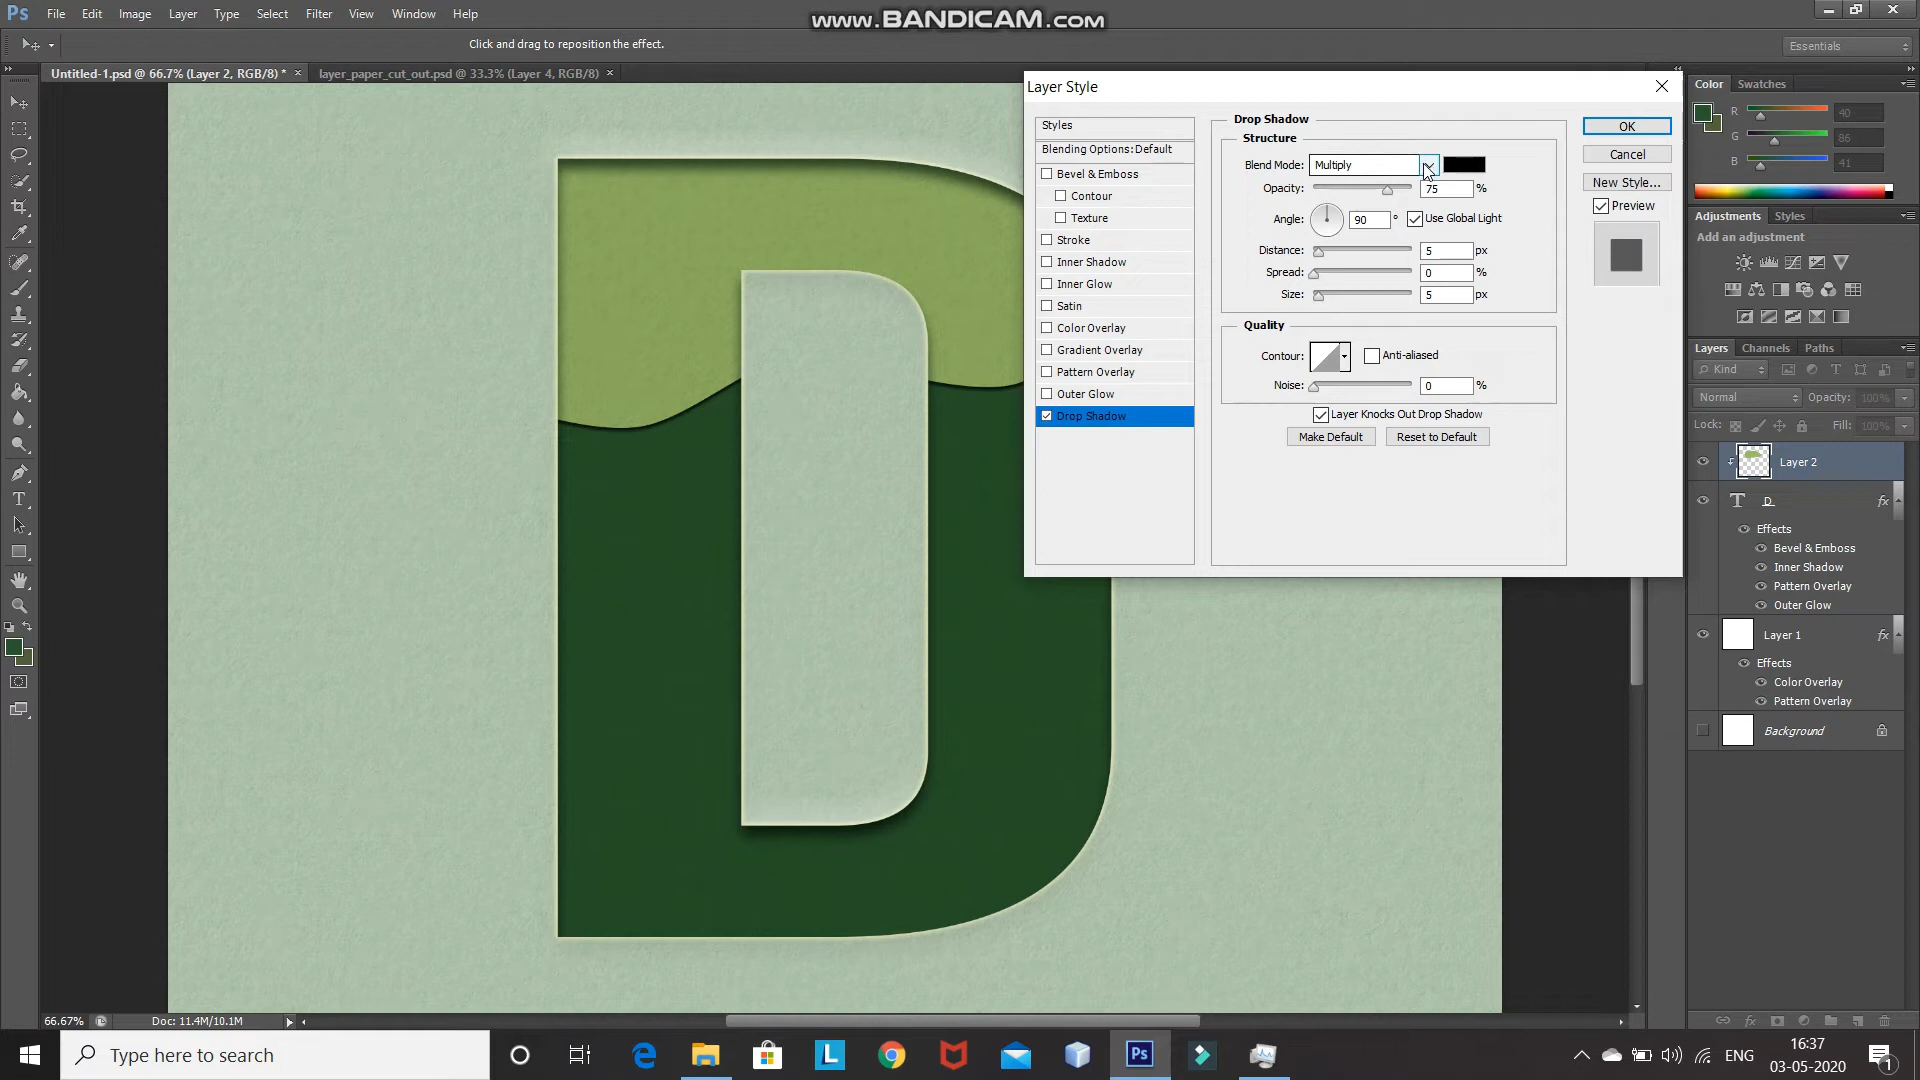 Ps File Edit Image Layer Type Select Filter View Window Help
www.BANDICAM.com
Click and drag to reposition the effect.
Essentials
Untitled-1.psd @ 66.7% (Layer 2, RGB/8) * ×
layer_paper_cut_out.psd @ 33.3% (Layer 4, RGB/8) ×
Layer Style
Styles
Blending Options:Default
Bevel & Emboss
Contour
Texture
Stroke
Inner Shadow
Inner Glow
Satin
Color Overlay
Gradient Overlay
Pattern Overlay
Outer Glow
Drop Shadow
Drop Shadow
Structure
Blend Mode: Multiply
Opacity: 75 %
Angle: 90 ° Use Global Light
Distance: 5 px
Spread: 0 %
Size: 5 px
Quality
Contour: Anti-aliased
Noise: 0 %
Layer Knocks Out Drop Shadow
Make Default Reset to Default
OK
Cancel
New Style...
Preview
Color Swatches
R 40
G 86
B 41
Adjustments Styles
Add an adjustment
Layers Channels Paths
Kind
Normal Opacity: 100%
Lock: Fill: 100%
Layer 2
T D fx
Effects
Bevel & Emboss
Inner Shadow
Pattern Overlay
Outer Glow
Layer 1 fx
Effects
Color Overlay
Pattern Overlay
Background
D
66.67% Doc: 11.4M/10.1M
Type here to search
L
Ps
ENG
16:37
03-05-2020
1